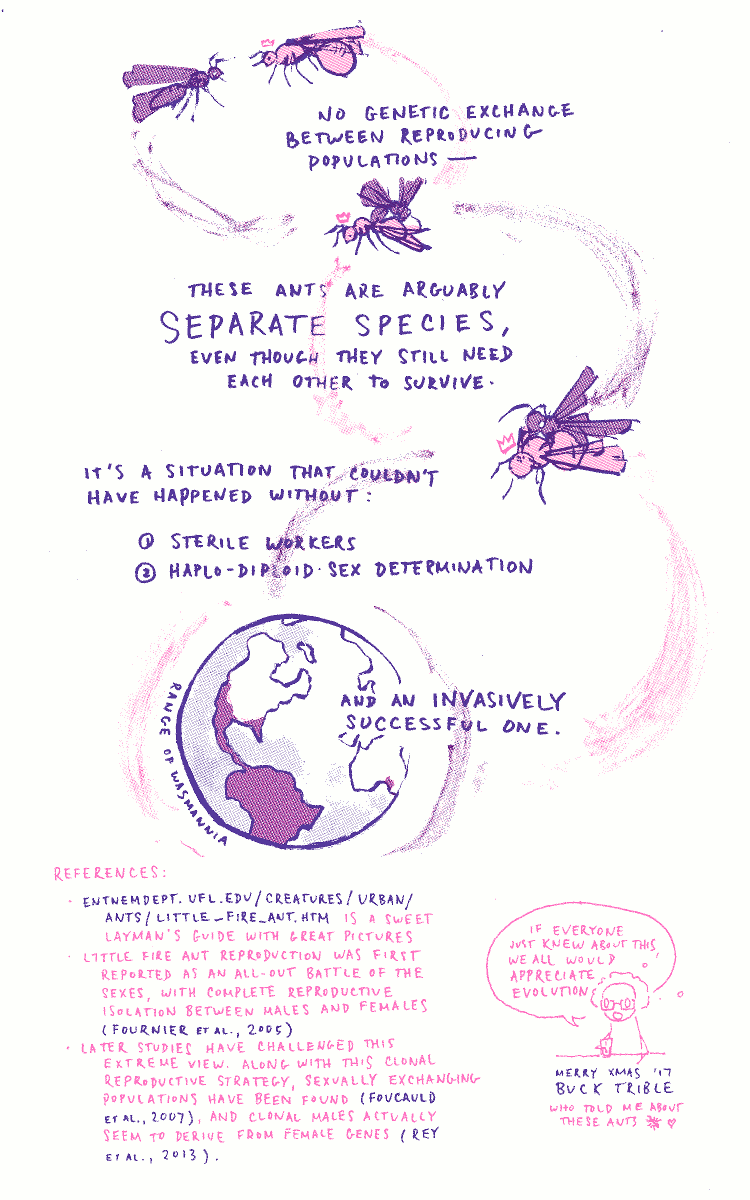 NO GENETIC EXCHANGE
BETWEEN REPRODUCING
POPULATIONS —
THESE ANTS ARE ARGUABLY
SEPARATE SPECIES,
EVEN THOUGH THEY STILL NEED
EACH OTHER TO SURVIVE.
IT'S A SITUATION THAT COULDN'T
HAVE HAPPENED WITHOUT:
① STERILE WORKERS
② HAPLO-DIPLOID SEX DETERMINATION
AND AN INVASIVELY
SUCCESSFUL ONE.
RANGE OF WASMANNIA
REFERENCES:
· ENTNEMDEPT.UFL.EDU/CREATURES/URBAN/
ANTS/LITTLE_FIRE_ANT.HTM IS A SWEET
LAYMAN'S GUIDE WITH GREAT PICTURES
· LITTLE FIRE ANT REPRODUCTION WAS FIRST
REPORTED AS AN ALL-OUT BATTLE OF THE
SEXES, WITH COMPLETE REPRODUCTIVE
ISOLATION BETWEEN MALES AND FEMALES
(FOURNIER ET AL., 2005)
· LATER STUDIES HAVE CHALLENGED THIS
EXTREME VIEW. ALONG WITH THIS CLONAL
REPRODUCTIVE STRATEGY, SEXUALLY EXCHANGING
POPULATIONS HAVE BEEN FOUND (FOUCAULD
ET AL., 2007), AND CLONAL MALES ACTUALLY
SEEM TO DERIVE FROM FEMALE GENES (REY
ET AL., 2013).
IF EVERYONE
JUST KNEW ABOUT THIS
WE ALL WOULD
APPRECIATE
EVOLUTION
MERRY XMAS '17
BUCK TRIBLE
WHO TOLD ME ABOUT
THESE ANTS